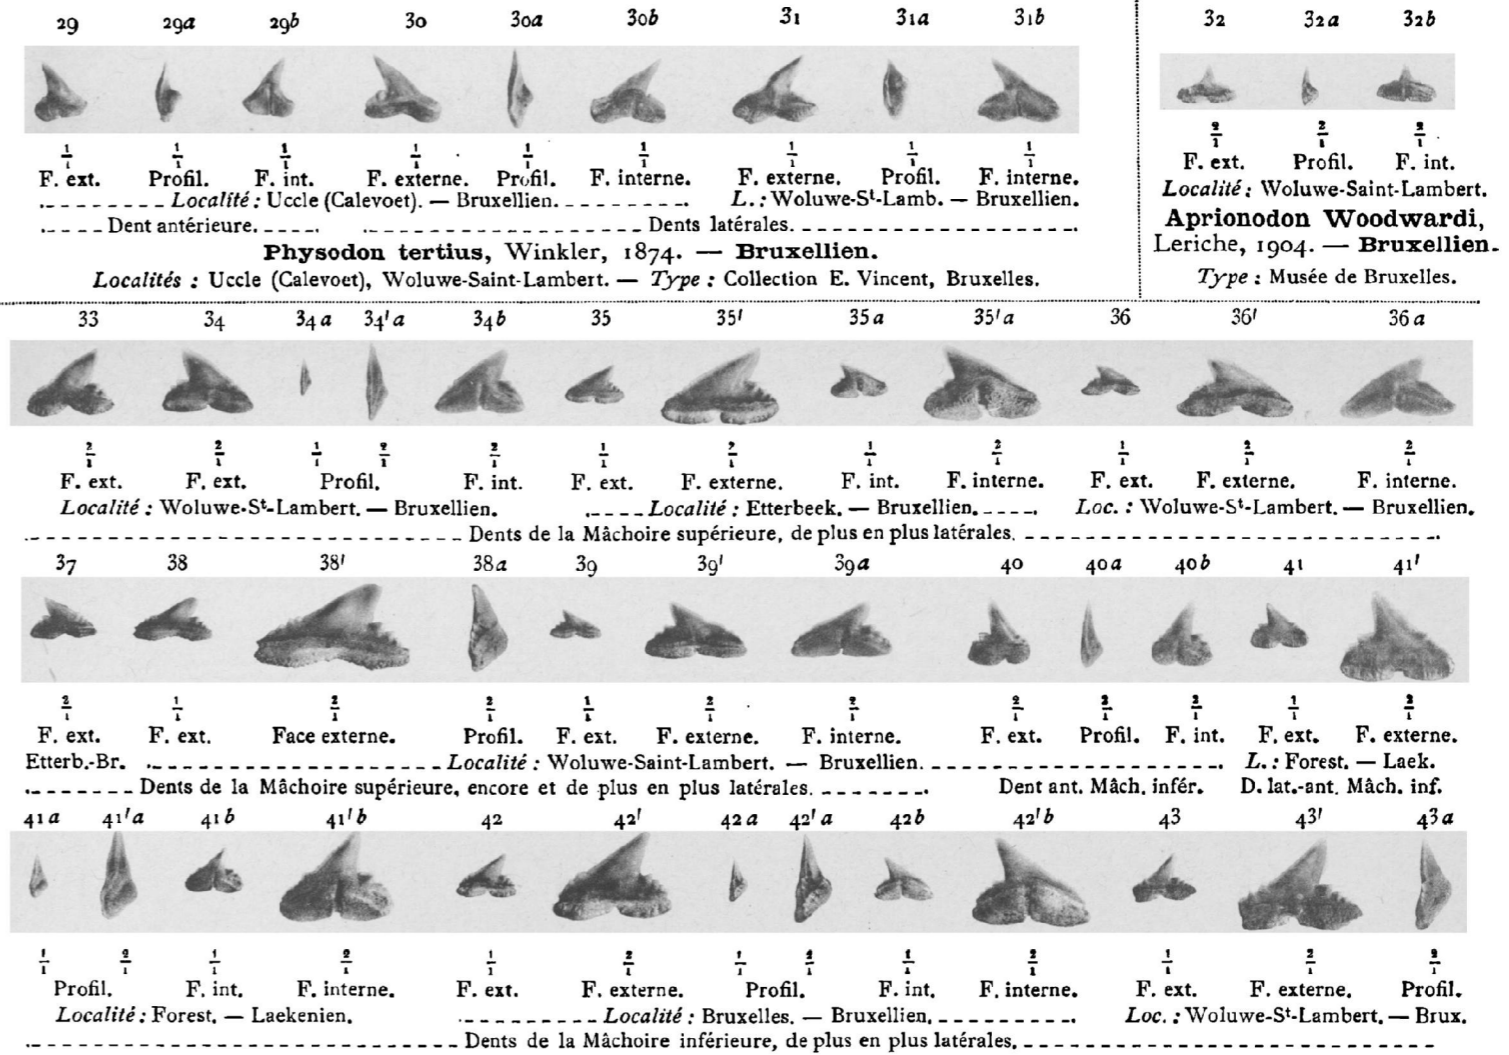 29 29a 29b 30 30a 30b 31 31a 31b
1/1 1/1 1/1 1/1 1/1 1/1 1/1 1/1 1/1
F. ext. Profil. F. int. F. externe. Profil. F. interne. F. externe. Profil. F. interne.
Localité : Uccle (Calevoet). — Bruxellien. L. : Woluwe-St-Lamb. — Bruxellien.
Dent antérieure. Dents latérales.
Physodon tertius, Winkler, 1874. — Bruxellien.
Localités : Uccle (Calevoet), Woluwe-Saint-Lambert. — Type : Collection E. Vincent, Bruxelles.
32 32a 32b
2/1 2/1 2/1
F. ext. Profil. F. int.
Localité : Woluwe-Saint-Lambert.
Aprionodon Woodwardi,
Leriche, 1904. — Bruxellien.
Type : Musée de Bruxelles.
33 34 34a 34'a 34b 35 35' 35a 35'a 36 36' 36a
2/1 2/1 1/1 2/1 2/1 1/1 2/1 1/1 2/1 1/1 2/1 2/1
F. ext. F. ext. Profil. F. int. F. ext. F. externe. F. int. F. interne. F. ext. F. externe. F. interne.
Localité : Woluwe-St-Lambert. — Bruxellien. Localité : Etterbeek. — Bruxellien. Loc. : Woluwe-St-Lambert. — Bruxellien.
Dents de la Mâchoire supérieure, de plus en plus latérales.
37 38 38' 38a 39 39' 39a 40 40a 40b 41 41'
2/1 1/1 2/1 2/1 1/1 2/1 2/1 2/1 2/1 2/1 1/1 2/1
F. ext. F. ext. Face externe. Profil. F. ext. F. externe. F. interne. F. ext. Profil. F. int. F. ext. F. externe.
Etterb.-Br. Localité : Woluwe-Saint-Lambert. — Bruxellien. L. : Forest. — Laek.
Dents de la Mâchoire supérieure, encore et de plus en plus latérales. Dent ant. Mâch. infér. D. lat.-ant. Mâch. inf.
41a 41'a 41b 41'b 42 42' 42a 42'a 42b 42'b 43 43' 43a
1/1 2/1 1/1 2/1 1/1 2/1 1/1 2/1 1/1 2/1 1/1 2/1 2/1
Profil. F. int. F. interne. F. ext. F. externe. Profil. F. int. F. interne. F. ext. F. externe. Profil.
Localité : Forest. — Laekenien. Localité : Bruxelles. — Bruxellien. Loc. : Woluwe-St-Lambert. — Brux.
Dents de la Mâchoire inférieure, de plus en plus latérales.